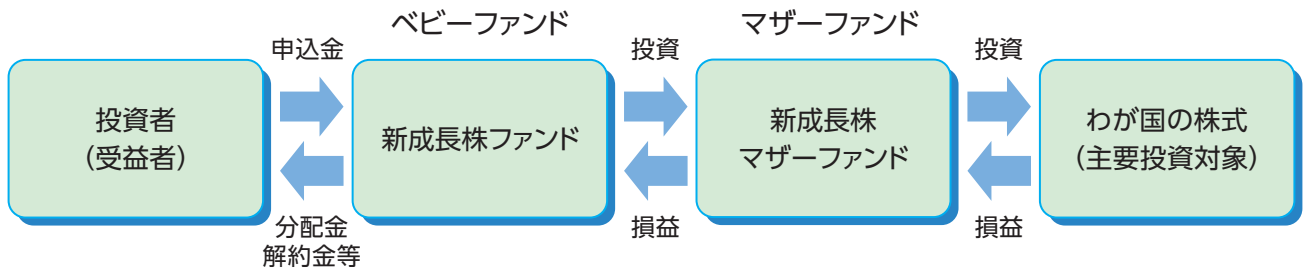 ベビーファンド
マザーファンド
申込金
投資
投資
投資者
（受益者）
新成長株ファンド
新成長株
マザーファンド
わが国の株式
（主要投資対象）
分配金
解約金等
損益
損益